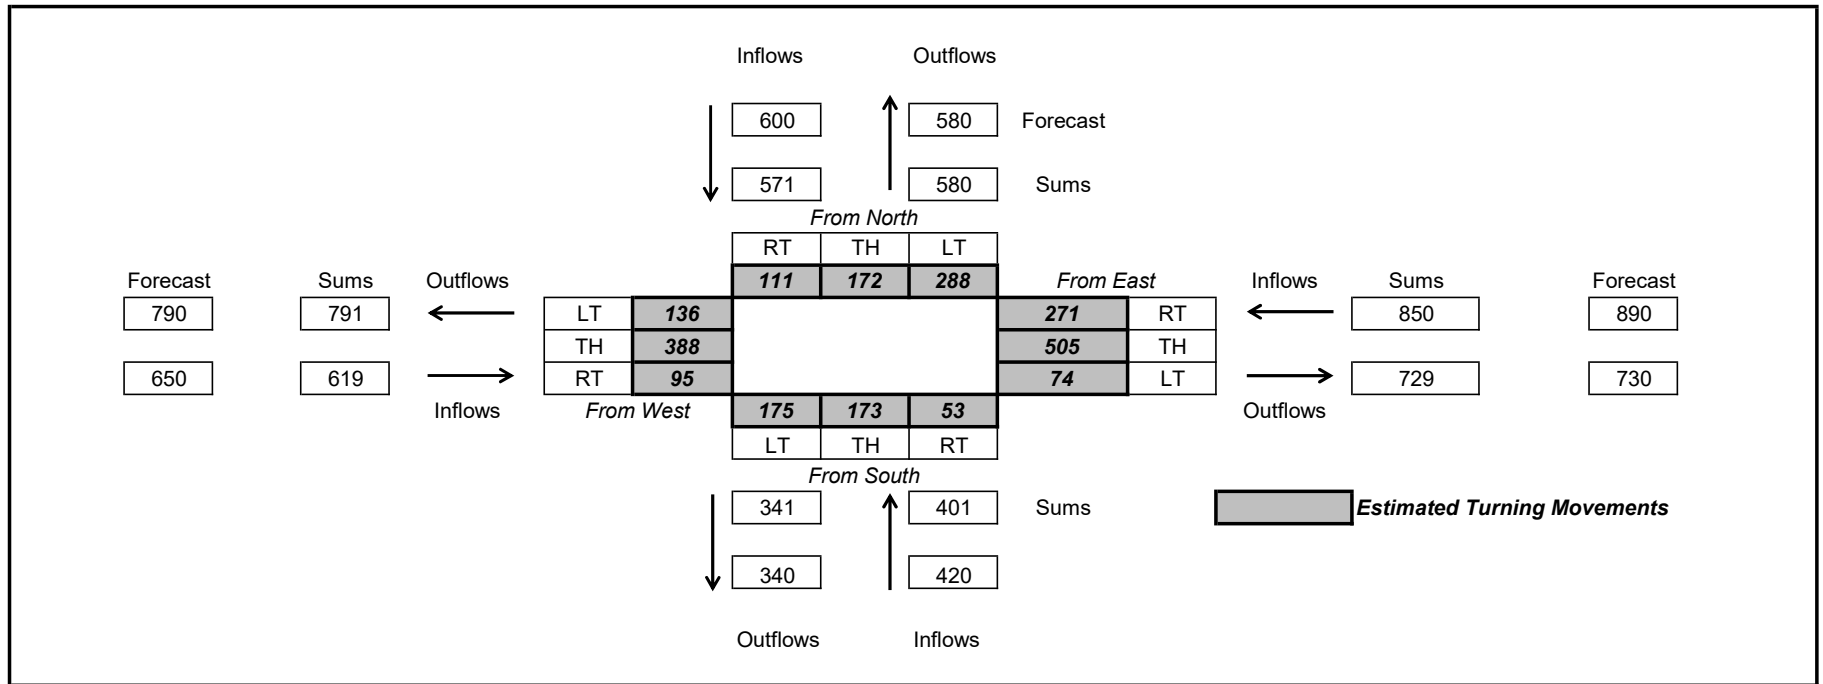 Inflows Outflows
600 580 Forecast
571 580 Sums
From North
RT TH LT
Forecast Sums Outflows 111 172 288 From East Inflows Sums Forecast
790 791 LT 136 271 RT 850 890
TH 388 505 TH
650 619 RT 95 74 LT 729 730
Inflows From West 175 173 53 Outflows
LT TH RT
From South
341 401 Sums Estimated Turning Movements
340 420
Outflows Inflows